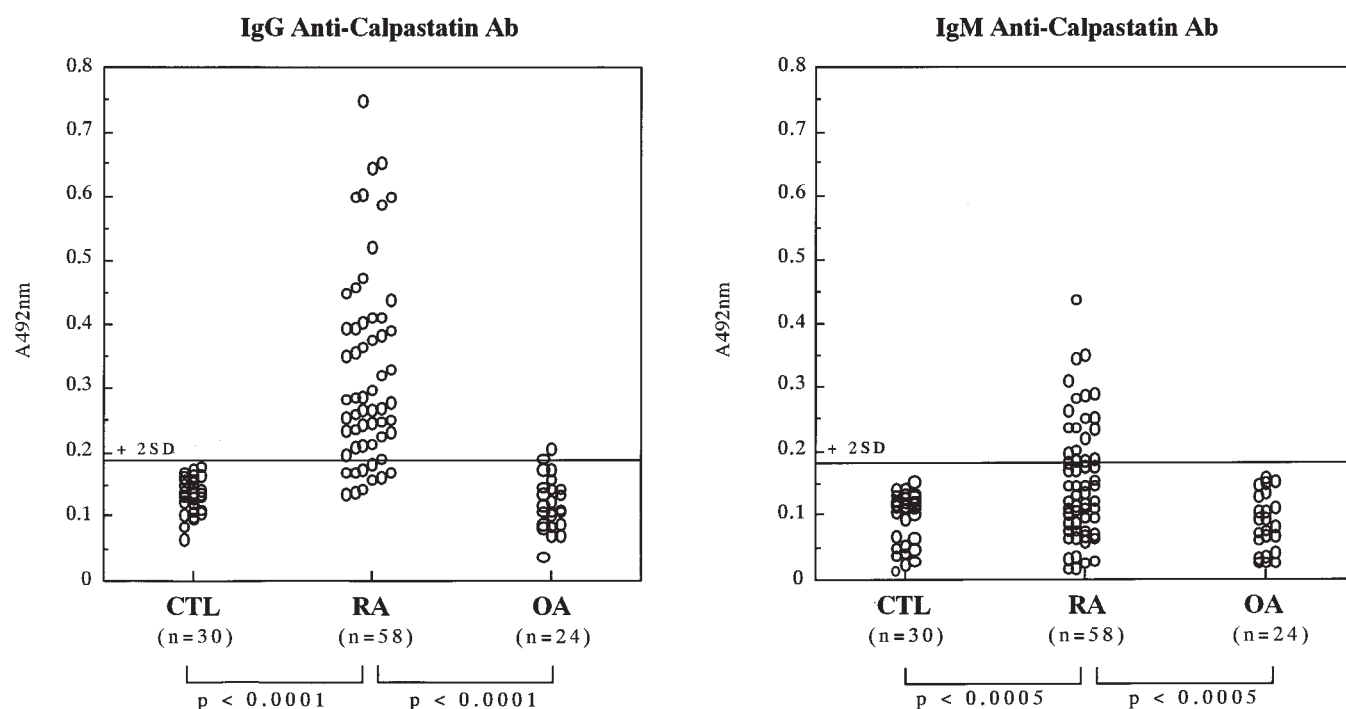 IgG Anti-Calpastatin Ab
0.8
0.7
0.6
0.5
0.4
0.3
0.2
0.1
0
A492nm
+ 2SD
CTL RA OA
(n=30) (n=58) (n=24)
p < 0.0001 p < 0.0001
IgM Anti-Calpastatin Ab
0.8
0.7
0.6
0.5
0.4
0.3
0.2
0.1
0
A492nm
+ 2SD
CTL RA OA
(n=30) (n=58) (n=24)
p < 0.0005 p < 0.0005